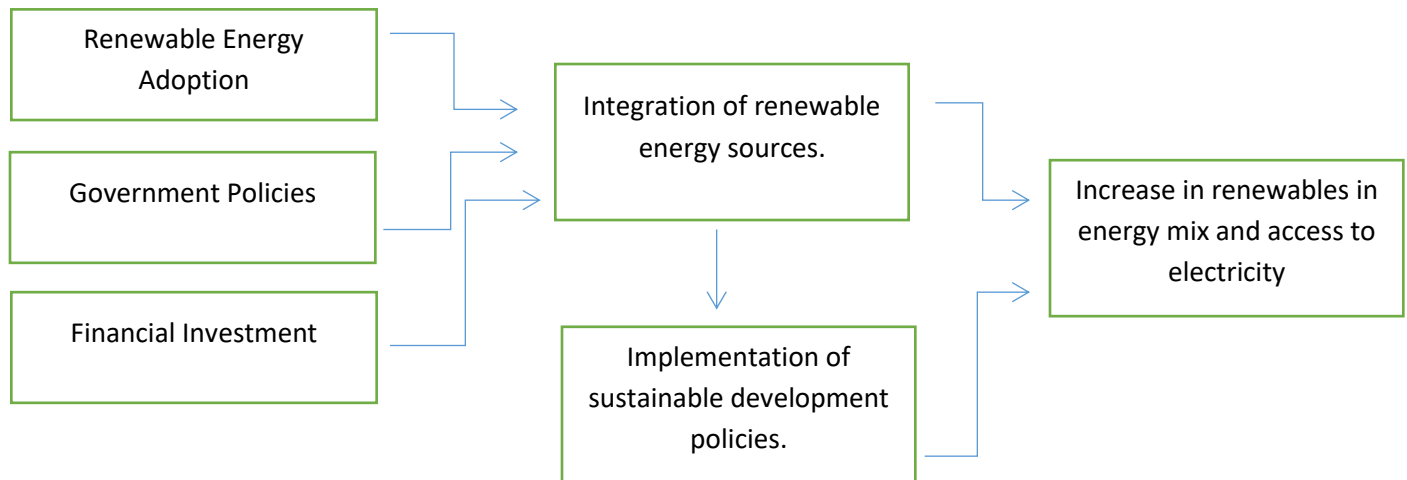 Renewable Energy
Adoption
Government Policies
Financial Investment
Integration of renewable
energy sources.
Implementation of
sustainable development
policies.
Increase in renewables in
energy mix and access to
electricity